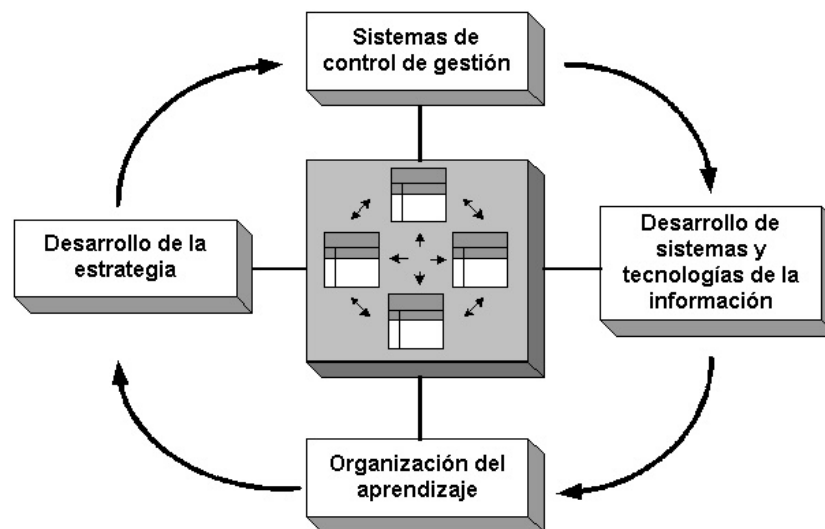 Sistemas de
control de gestión
Desarrollo de la
estrategia
Desarrollo de
sistemas y
tecnologías de la
información
Organización del
aprendizaje